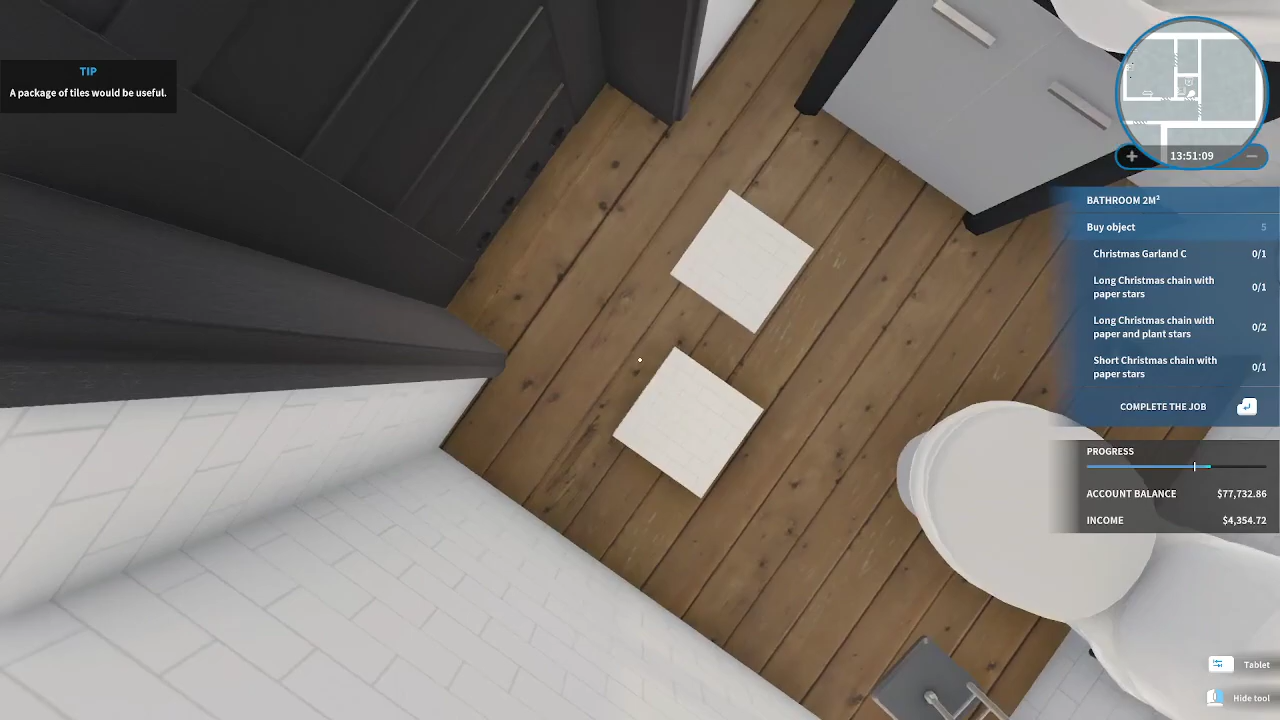 TIP
A package of tiles would be useful.
13:51:09
BATHROOM 2M²
Buy object 5
Christmas Garland C 0/1
Long Christmas chain with
paper stars 0/1
Long Christmas chain with
paper and plant stars 0/2
Short Christmas chain with
paper stars 0/1
COMPLETE THE JOB
PROGRESS
ACCOUNT BALANCE $77,732.86
INCOME $4,354.72
Tablet
Hide tool